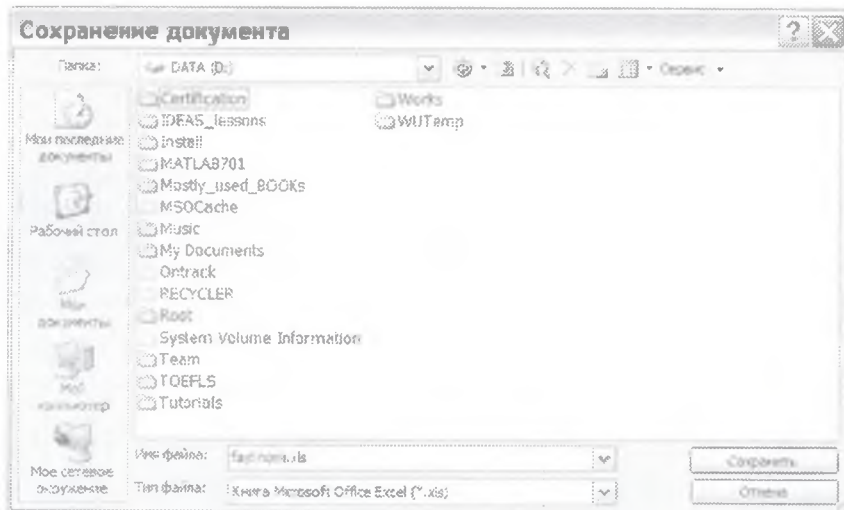 Сохранение документа
Папка: DATA (D:) Сервис
Мои последние документы
Рабочий стол
Мои документы
Мой компьютер
Мое сетевое окружение
Certification
IDEAS_lessons
Install
MATLAB701
Mostly_used_BOOKs
MSOCache
Music
My Documents
Ontrack
RECYCLER
Root
System Volume Information
Team
TOEFLS
Tutorials
Works
WUTemp
Имя файла:
Тип файла: Книга Microsoft Office Excel (*.xls)
Сохранить
Отмена